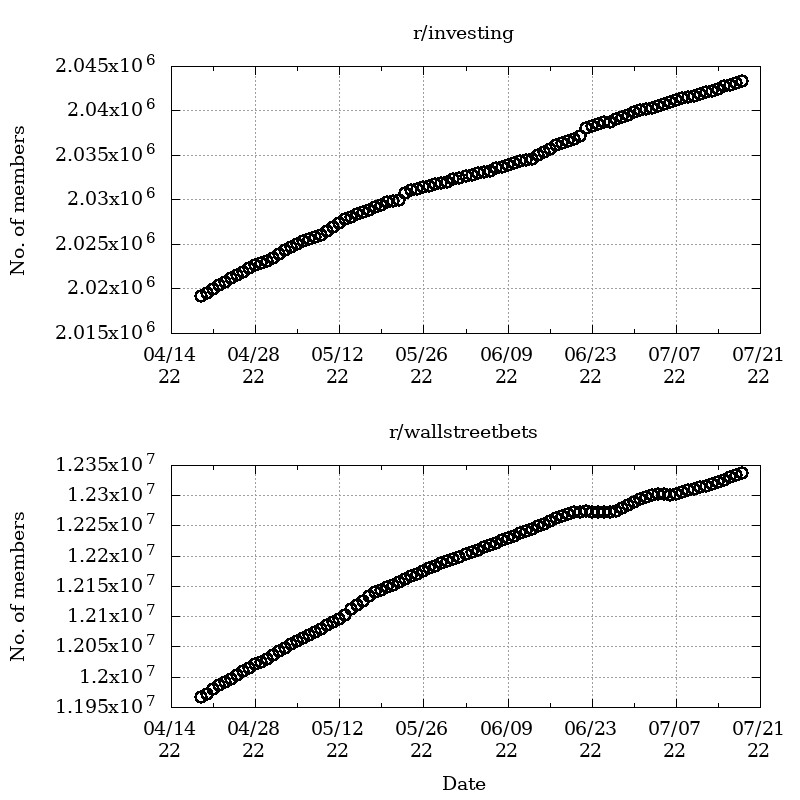 r/investing
2.045x10^6
2.04x10^6
2.035x10^6
2.03x10^6
2.025x10^6
2.02x10^6
2.015x10^6
No. of members
04/14 04/28 05/12 05/26 06/09 06/23 07/07 07/21
22 22 22 22 22 22 22 22
r/wallstreetbets
1.235x10^7
1.23x10^7
1.225x10^7
1.22x10^7
1.215x10^7
1.21x10^7
1.205x10^7
1.2x10^7
1.195x10^7
No. of members
04/14 04/28 05/12 05/26 06/09 06/23 07/07 07/21
22 22 22 22 22 22 22 22
Date